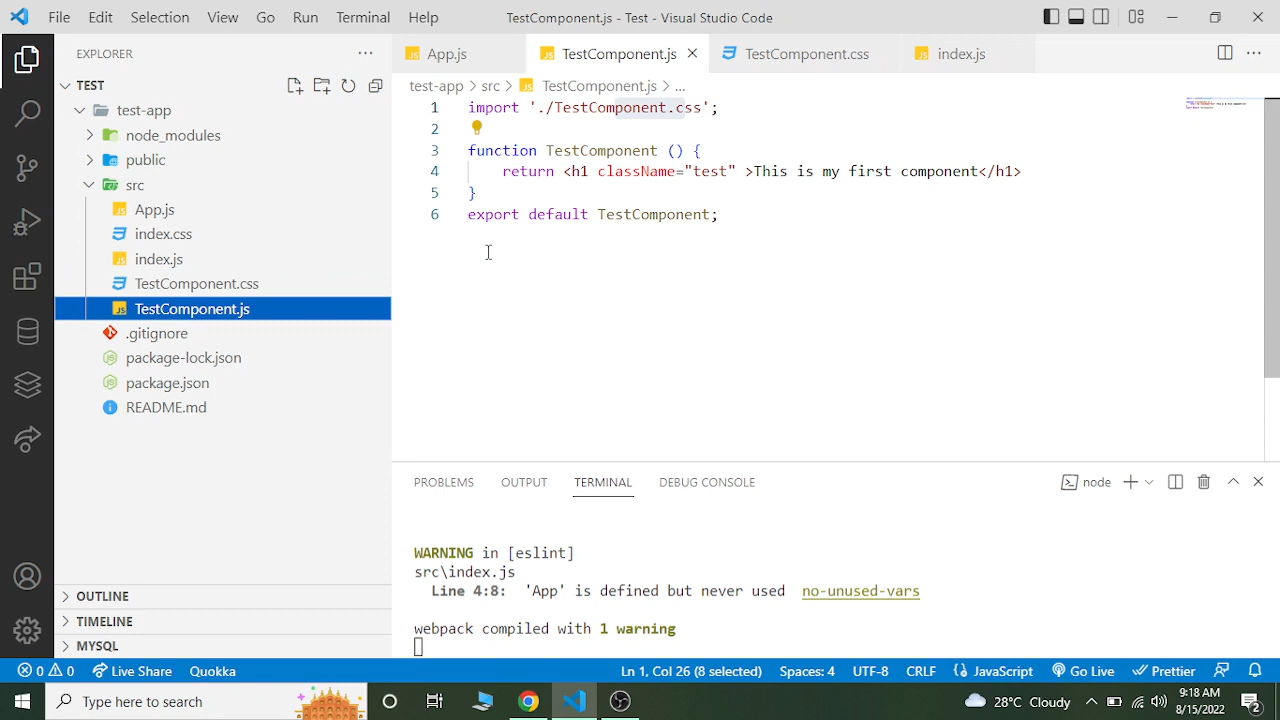 File Edit Selection View Go Run Terminal Help TestComponent.js - Test - Visual Studio Code
EXPLORER
TEST
test-app
node_modules
public
src
App.js
index.css
index.js
TestComponent.css
TestComponent.js
.gitignore
package-lock.json
package.json
README.md
OUTLINE
TIMELINE
MYSQL
App.js TestComponent.js TestComponent.css index.js
test-app > src > JS TestComponent.js > ...
1 import './TestComponent.css';
2
3 function TestComponent () {
4 return <h1 className="test" >This is my first component</h1>
5 }
6 export default TestComponent;
PROBLEMS OUTPUT TERMINAL DEBUG CONSOLE node
WARNING in [eslint]
src\index.js
Line 4:8: 'App' is defined but never used no-unused-vars
webpack compiled with 1 warning
0 0 Live Share Quokka Ln 1, Col 26 (8 selected) Spaces: 4 UTF-8 CRLF JavaScript Go Live Prettier
Type here to search 28°C Cloudy 9:18 AM
8/15/2022 2